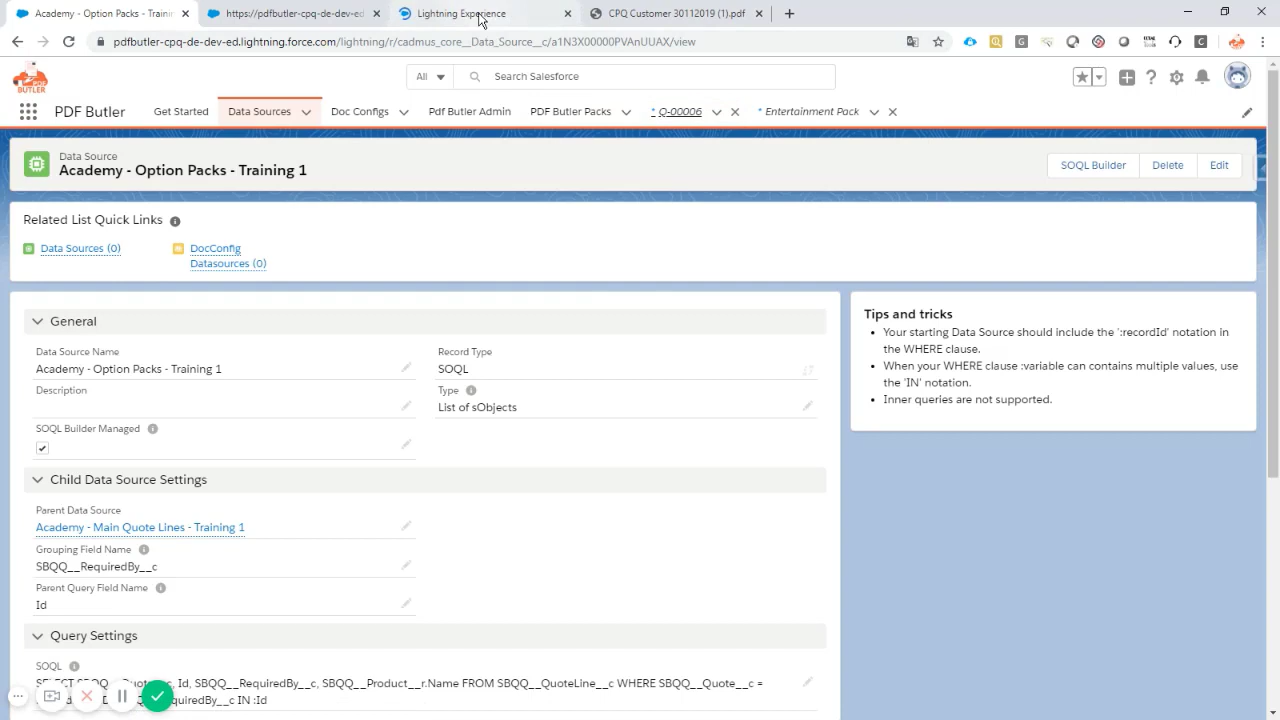 Academy - Option Packs - Trainin
https://pdfbutler-cpq-de-dev-ed
Lightning Experience
CPQ Customer 30112019 (1).pdf
pdfbutler-cpq-de-dev-ed.lightning.force.com/lightning/r/cadmus_core__Data_Source__c/a1N3X00000PVAnUUAX/view
PDF BUTLER
All
Search Salesforce
PDF Butler
Get Started
Data Sources
Doc Configs
Pdf Butler Admin
PDF Butler Packs
* Q-00006
* Entertainment Pack
Data Source
Academy - Option Packs - Training 1
SOQL Builder
Delete
Edit
Related List Quick Links
Data Sources (0)
DocConfig
Datasources (0)
General
Data Source Name
Academy - Option Packs - Training 1
Record Type
SOQL
Description
Type
List of sObjects
SOQL Builder Managed
Child Data Source Settings
Parent Data Source
Academy - Main Quote Lines - Training 1
Grouping Field Name
SBQQ__RequiredBy__c
Parent Query Field Name
Id
Query Settings
SOQL
SELECT SBQQ__Quote__c, Id, SBQQ__RequiredBy__c, SBQQ__Product__r.Name FROM SBQQ__QuoteLine__c WHERE SBQQ__Quote__c =
quiredBy__c IN :Id
Tips and tricks
Your starting Data Source should include the ':recordId' notation in
the WHERE clause.
When your WHERE clause :variable can contains multiple values, use
the 'IN' notation.
Inner queries are not supported.